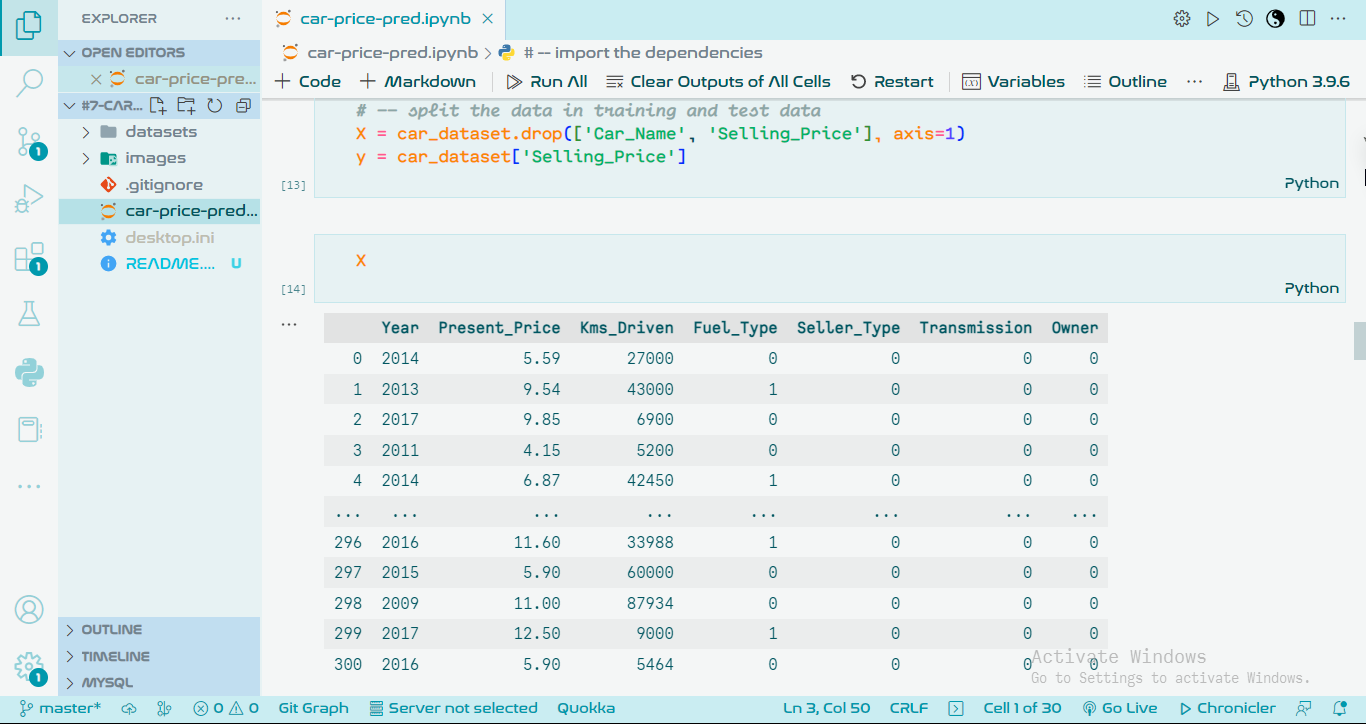 EXPLORER ···
car-price-pred.ipynb
OPEN EDITORS
car-price-pre...
#7-CAR...
datasets
images
.gitignore
car-price-pred...
desktop.ini
README.... U
OUTLINE
TIMELINE
MYSQL
1
1
1
car-price-pred.ipynb > # -- import the dependencies
+ Code + Markdown Run All Clear Outputs of All Cells Restart Variables Outline ··· Python 3.9.6
# -- split the data in training and test data
X = car_dataset.drop(['Car_Name', 'Selling_Price'], axis=1)
y = car_dataset['Selling_Price']
[13] Python
X
[14] Python
...
Year Present_Price Kms_Driven Fuel_Type Seller_Type Transmission Owner
0 2014 5.59 27000 0 0 0 0
1 2013 9.54 43000 1 0 0 0
2 2017 9.85 6900 0 0 0 0
3 2011 4.15 5200 0 0 0 0
4 2014 6.87 42450 1 0 0 0
... ... ... ... ... ... ... ...
296 2016 11.60 33988 1 0 0 0
297 2015 5.90 60000 0 0 0 0
298 2009 11.00 87934 0 0 0 0
299 2017 12.50 9000 1 0 0 0
300 2016 5.90 5464 0 0 0 0
Activate Windows
Go to Settings to activate Windows.
master* 0 0 Git Graph Server not selected Quokka Ln 3, Col 50 CRLF Cell 1 of 30 Go Live Chronicler